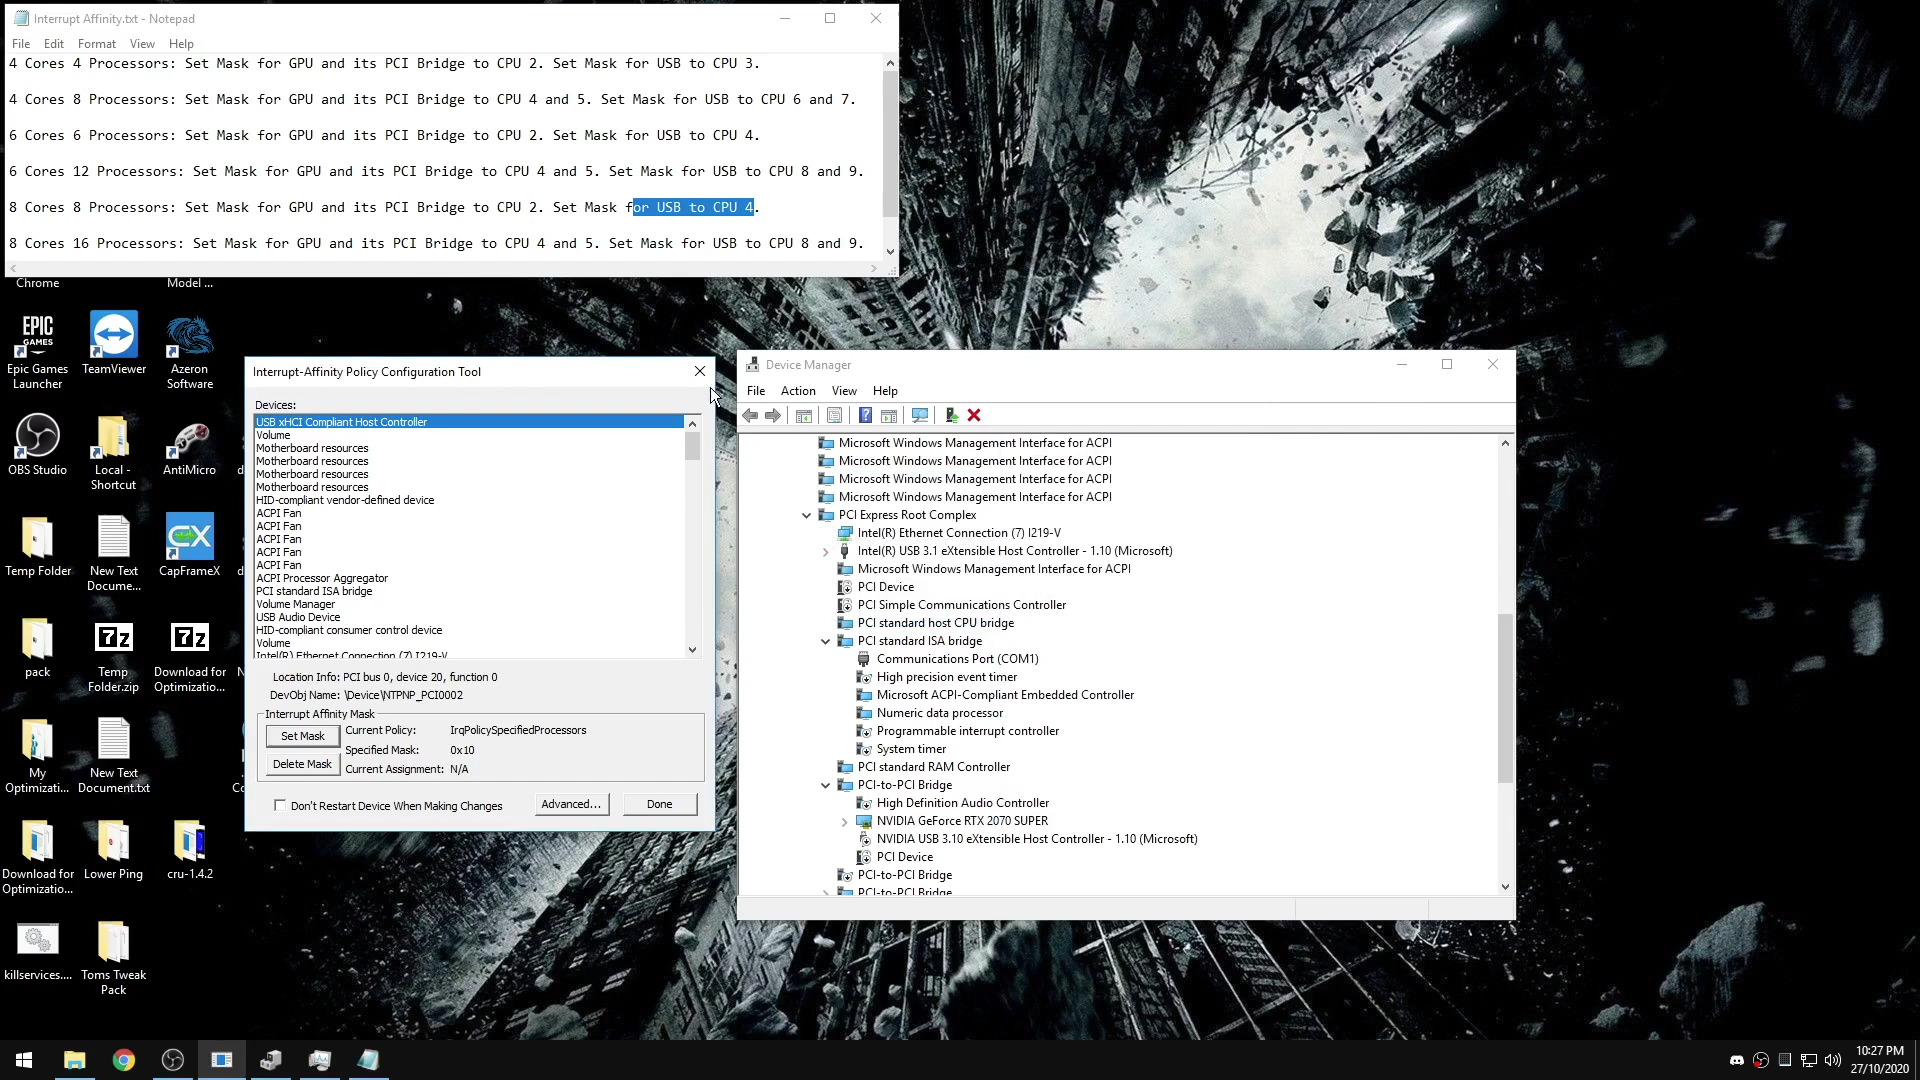 Interrupt Affinity.txt - Notepad
File Edit Format View Help
4 Cores 4 Processors: Set Mask for GPU and its PCI Bridge to CPU 2. Set Mask for USB to CPU 3.
4 Cores 8 Processors: Set Mask for GPU and its PCI Bridge to CPU 4 and 5. Set Mask for USB to CPU 6 and 7.
6 Cores 6 Processors: Set Mask for GPU and its PCI Bridge to CPU 2. Set Mask for USB to CPU 4.
6 Cores 12 Processors: Set Mask for GPU and its PCI Bridge to CPU 4 and 5. Set Mask for USB to CPU 8 and 9.
8 Cores 8 Processors: Set Mask for GPU and its PCI Bridge to CPU 2. Set Mask for USB to CPU 4.
8 Cores 16 Processors: Set Mask for GPU and its PCI Bridge to CPU 4 and 5. Set Mask for USB to CPU 8 and 9.
Chrome
Model ...
EPIC GAMES
Epic Games Launcher
TeamViewer
Azeron Software
OBS Studio
Local - Shortcut
AntiMicro
Temp Folder
New Text Docume...
CX
CapFrameX
pack
7z
Temp Folder.zip
7z
Download for Optimizatio...
My Optimizati...
New Text Document.txt
Download for Optimizatio...
Lower Ping
cru-1.4.2
killservices....
Toms Tweak Pack
Interrupt-Affinity Policy Configuration Tool
Devices:
USB xHCI Compliant Host Controller
Volume
Motherboard resources
Motherboard resources
Motherboard resources
Motherboard resources
HID-compliant vendor-defined device
ACPI Fan
ACPI Fan
ACPI Fan
ACPI Fan
ACPI Fan
ACPI Processor Aggregator
PCI standard ISA bridge
Volume Manager
USB Audio Device
HID-compliant consumer control device
Volume
Intel(R) Ethernet Connection (7) I219-V
Location Info: PCI bus 0, device 20, function 0
DevObj Name: \Device\NTPNP_PCI0002
Interrupt Affinity Mask
Set Mask
Current Policy: IrqPolicySpecifiedProcessors
Specified Mask: 0x10
Delete Mask
Current Assignment: N/A
Don't Restart Device When Making Changes
Advanced...
Done
Device Manager
File Action View Help
Microsoft Windows Management Interface for ACPI
Microsoft Windows Management Interface for ACPI
Microsoft Windows Management Interface for ACPI
Microsoft Windows Management Interface for ACPI
PCI Express Root Complex
Intel(R) Ethernet Connection (7) I219-V
Intel(R) USB 3.1 eXtensible Host Controller - 1.10 (Microsoft)
Microsoft Windows Management Interface for ACPI
PCI Device
PCI Simple Communications Controller
PCI standard host CPU bridge
PCI standard ISA bridge
Communications Port (COM1)
High precision event timer
Microsoft ACPI-Compliant Embedded Controller
Numeric data processor
Programmable interrupt controller
System timer
PCI standard RAM Controller
PCI-to-PCI Bridge
High Definition Audio Controller
NVIDIA GeForce RTX 2070 SUPER
NVIDIA USB 3.10 eXtensible Host Controller - 1.10 (Microsoft)
PCI Device
PCI-to-PCI Bridge
PCI-to-PCI Bridge
10:27 PM
27/10/2020